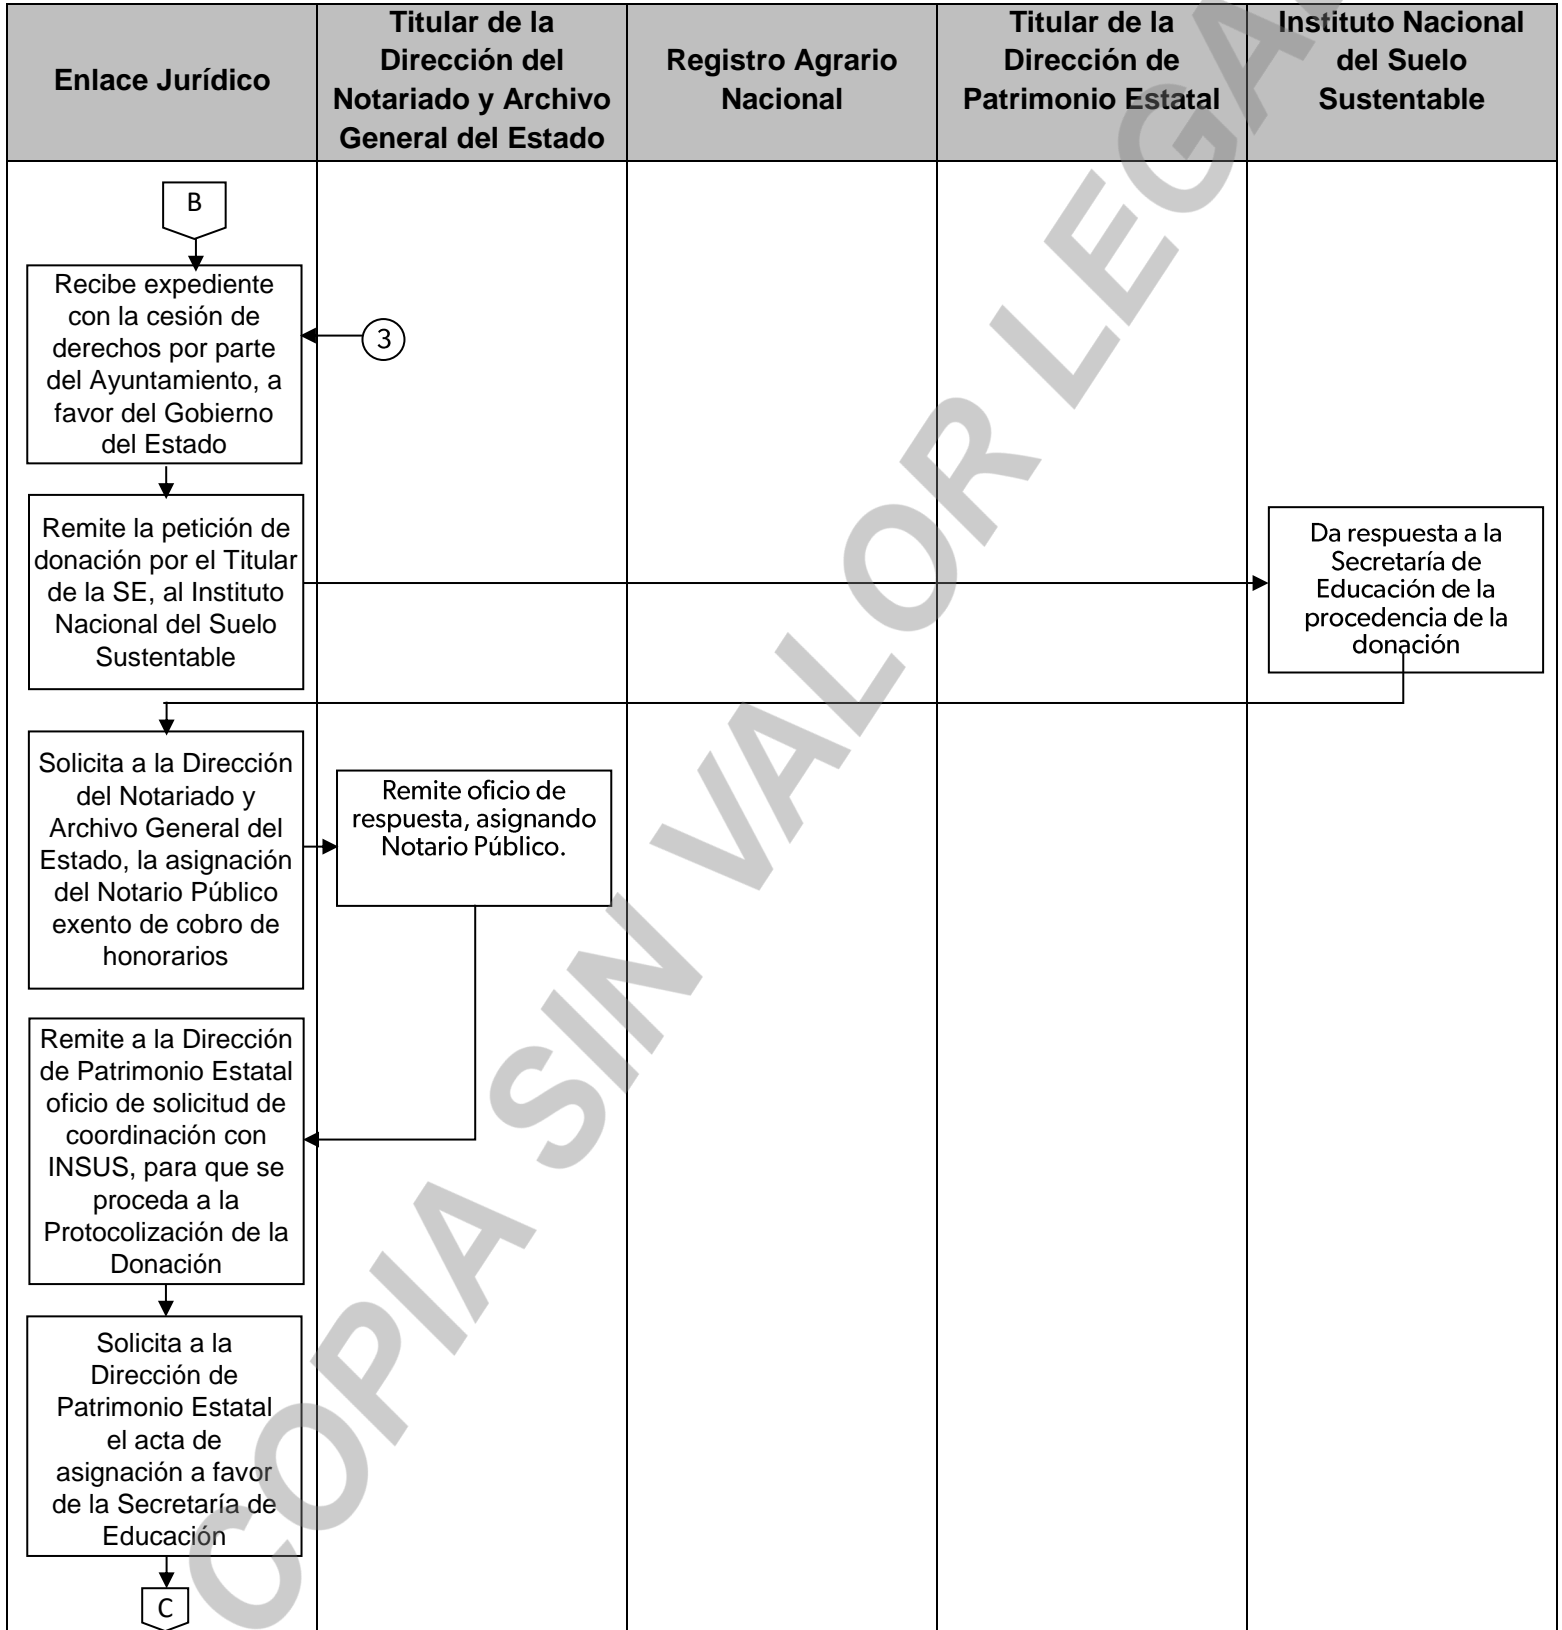 Enlace Jurídico
Titular de la
Dirección del
Notariado y Archivo
General del Estado
Registro Agrario
Nacional
Titular de la
Dirección de
Patrimonio Estatal
Instituto Nacional
del Suelo
Sustentable
B
Recibe expediente
con la cesión de
derechos por parte
del Ayuntamiento, a
favor del Gobierno
del Estado
3
Remite la petición de
donación por el Titular
de la SE, al Instituto
Nacional del Suelo
Sustentable
Da respuesta a la
Secretaría de
Educación de la
procedencia de la
donación
Solicita a la Dirección
del Notariado y
Archivo General del
Estado, la asignación
del Notario Público
exento de cobro de
honorarios
Remite oficio de
respuesta, asignando
Notario Público.
Remite a la Dirección
de Patrimonio Estatal
oficio de solicitud de
coordinación con
INSUS, para que se
proceda a la
Protocolización de la
Donación
Solicita a la
Dirección de
Patrimonio Estatal
el acta de
asignación a favor
de la Secretaría de
Educación
C
COPIA SIN VALOR LEGA